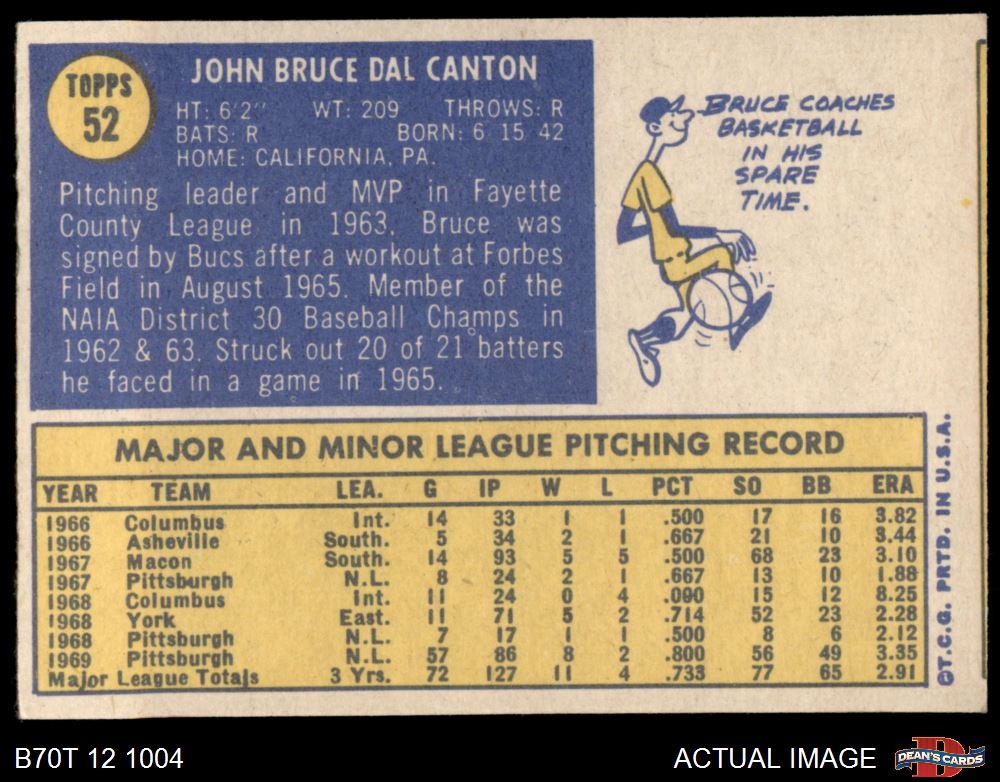 TOPPS
52
JOHN BRUCE DAL CANTON
HT: 6'2" WT: 209 THROWS: R
BATS: R BORN: 6 15 42
HOME: CALIFORNIA, PA.
Pitching leader and MVP in Fayette
County League in 1963. Bruce was
signed by Bucs after a workout at Forbes
Field in August 1965. Member of the
NAIA District 30 Baseball Champs in
1962 & 63. Struck out 20 of 21 batters
he faced in a game in 1965.
BRUCE COACHES
BASKETBALL
IN HIS
SPARE
TIME.
MAJOR AND MINOR LEAGUE PITCHING RECORD
YEAR TEAM LEA. G IP W L PCT SO BB ERA
1966 Columbus Int. 14 33 1 1 .500 17 16 3.82
1966 Asheville South. 5 34 2 1 .667 21 10 3.44
1967 Macon South. 14 93 5 5 .500 68 23 3.10
1967 Pittsburgh N.L. 8 24 2 1 .667 13 10 1.88
1968 Columbus Int. 11 24 0 4 .000 15 12 8.25
1968 York East. 11 71 5 2 .714 52 23 2.28
1968 Pittsburgh N.L. 7 17 1 1 .500 8 6 2.12
1969 Pittsburgh N.L. 57 86 8 2 .800 56 49 3.35
Major League Totals 3 Yrs. 72 127 11 4 .733 77 65 2.91
©T.C.G. PRTD. IN U.S.A.
B70T 12 1004
ACTUAL IMAGE
D
DEAN'S CARDS